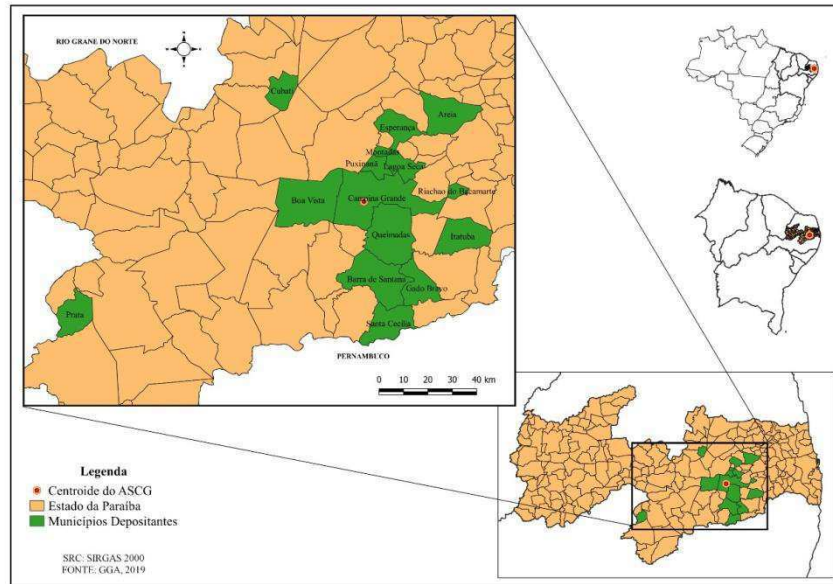 RIO GRANE DO NORTE
N
Cubati
Areia
Esperança
Montadas
Puxinanã
Lagoa Seca
Riachao do Bacamarte
Boa Vista
Campina Grande
Queimadas
Itatuba
Barra de Santana
Gado Bravo
Prata
Santa Cecília
PERNAMBUCO
0 10 20 30 40 km
Legenda
Centroide do ASCG
Estado da Paraíba
Municípios Depositantes
SRC: SIRGAS 2000
FONTE: GGA, 2019